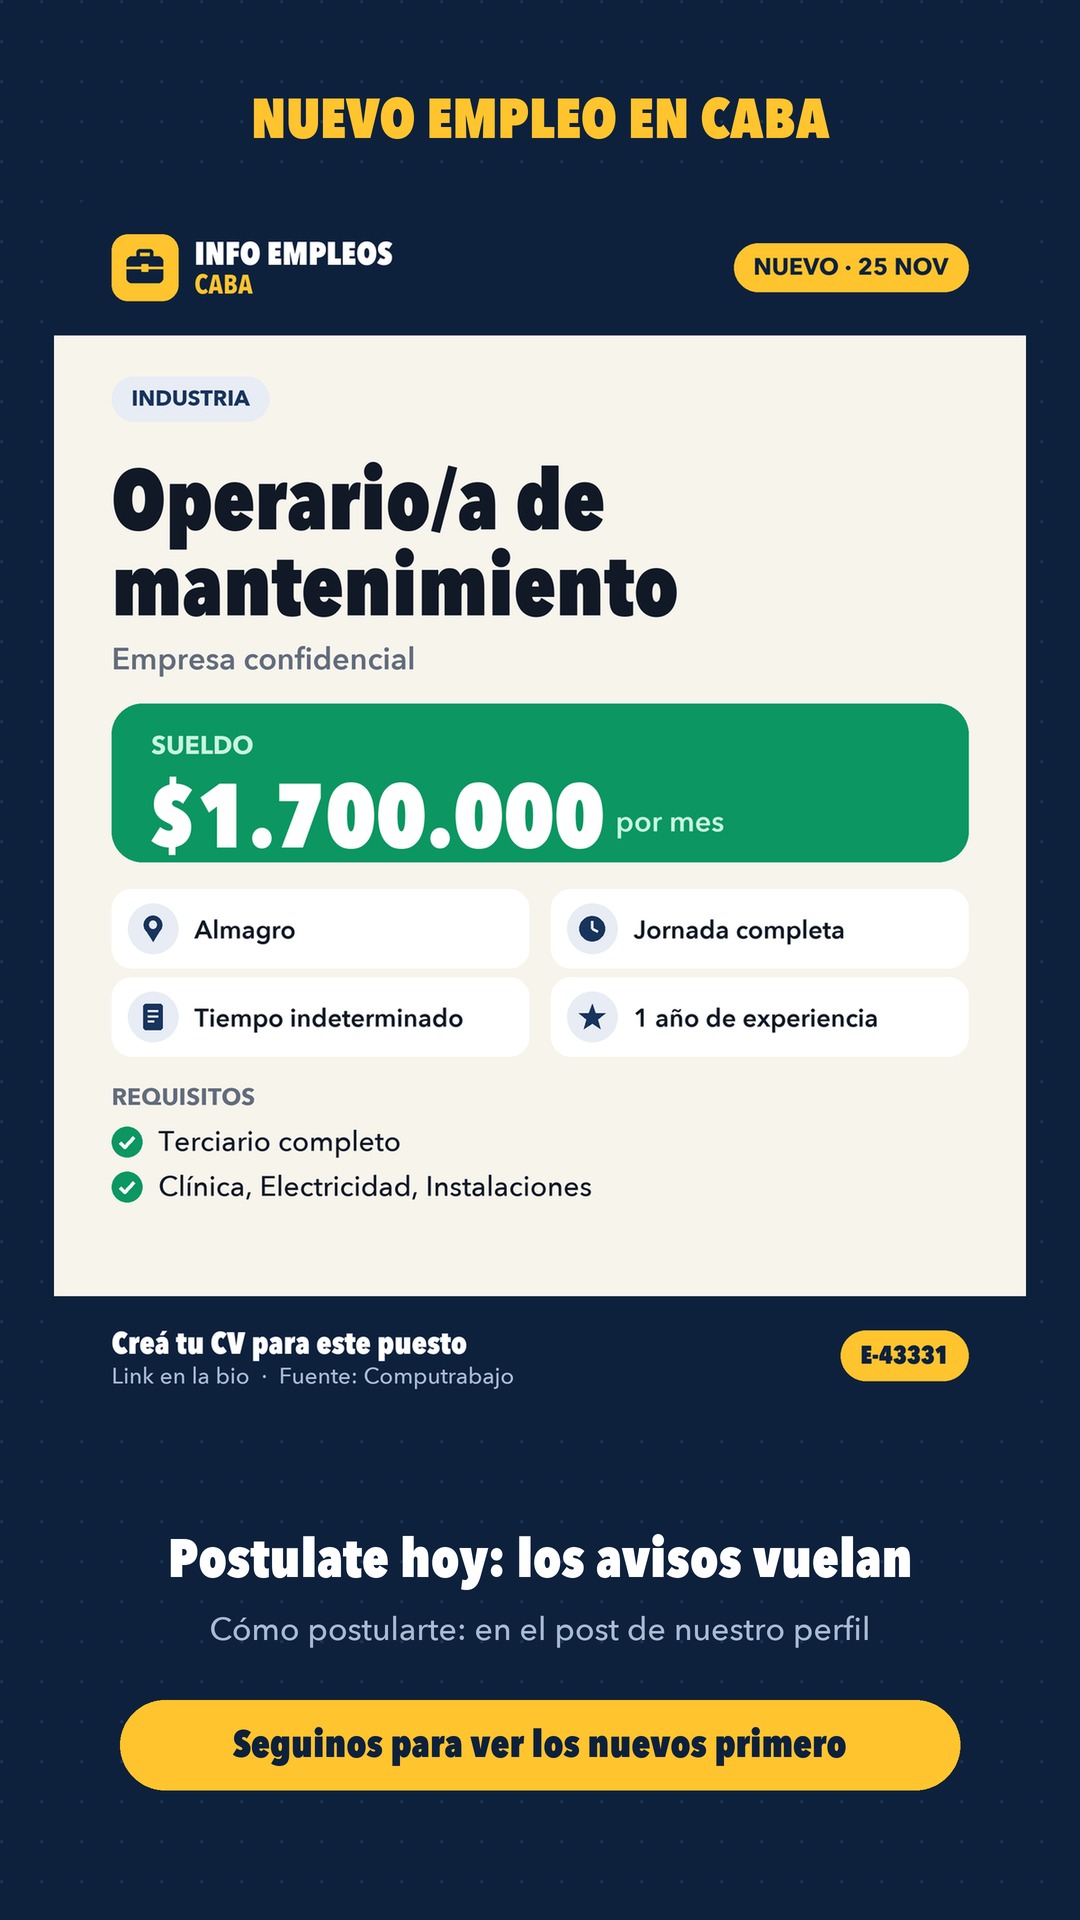 NUEVO EMPLEO EN CABA
INFO EMPLEOS
CABA
NUEVO · 25 NOV
INDUSTRIA
Operario/a de
mantenimiento
Empresa confidencial
SUELDO
$1.700.000 por mes
Almagro
Jornada completa
Tiempo indeterminado
1 año de experiencia
REQUISITOS
Terciario completo
Clínica, Electricidad, Instalaciones
Creá tu CV para este puesto
Link en la bio · Fuente: Computrabajo
E-43331
Postulate hoy: los avisos vuelan
Cómo postularte: en el post de nuestro perfil
Seguinos para ver los nuevos primero